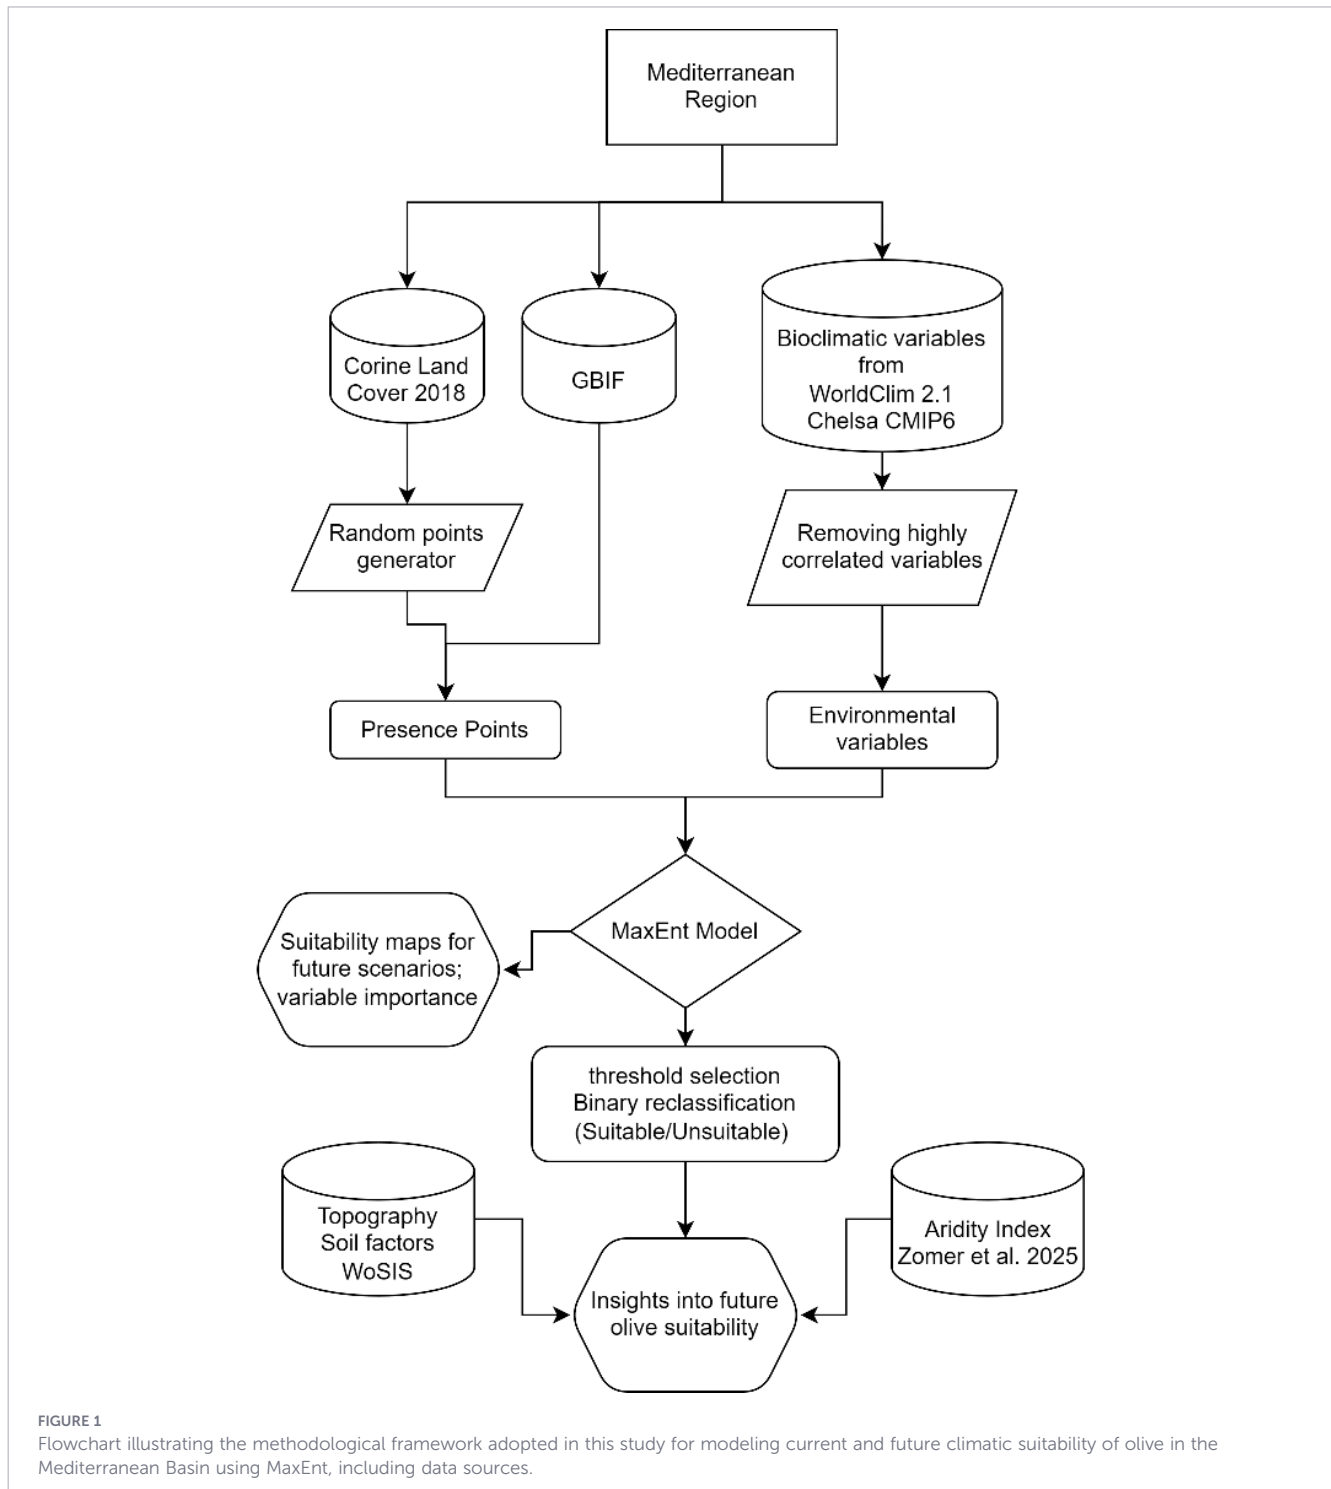 Mediterranean
Region
Corine Land
Cover 2018
GBIF
Bioclimatic variables
from
WorldClim 2.1
Chelsa CMIP6
Random points
generator
Removing highly
correlated variables
Presence Points
Environmental
variables
MaxEnt Model
Suitability maps for
future scenarios;
variable importance
threshold selection
Binary reclassification
(Suitable/Unsuitable)
Topography
Soil factors
WoSIS
Aridity Index
Zomer et al. 2025
Insights into future
olive suitability
FIGURE 1
Flowchart illustrating the methodological framework adopted in this study for modeling current and future climatic suitability of olive in the
Mediterranean Basin using MaxEnt, including data sources.